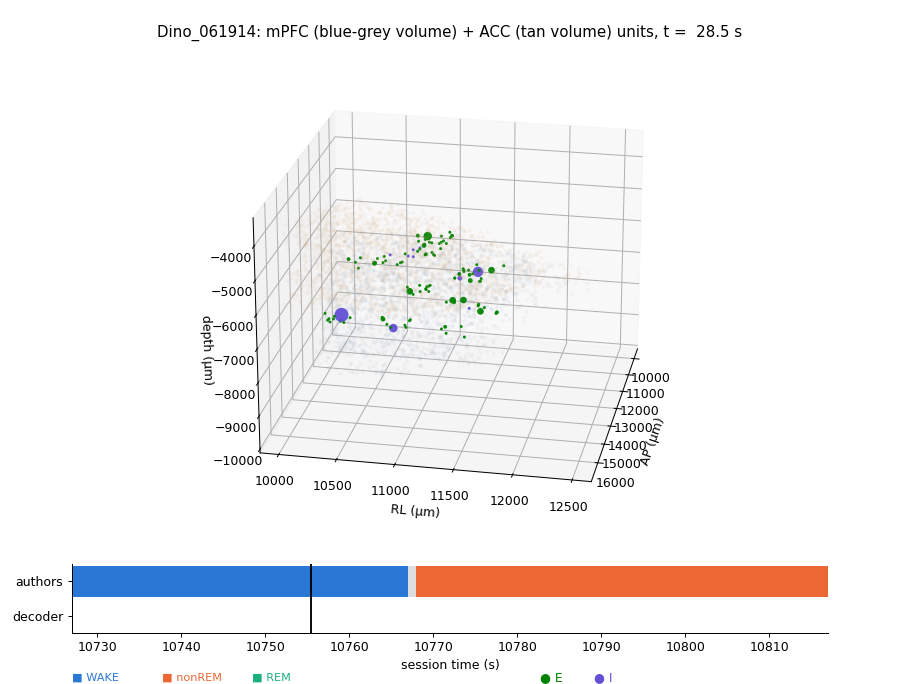 Dino_061914: mPFC (blue-grey volume) + ACC (tan volume) units, t =  28.5 s
−4000
−5000
−6000
−7000
−8000
−9000
−10000
depth (μm)
10000
10500
11000
11500
12000
12500
RL (μm)
10000
11000
12000
13000
14000
15000
16000
AP (μm)
authors
decoder
10730
10740
10750
10760
10770
10780
10790
10800
10810
session time (s)
WAKE
nonREM
REM
E
I